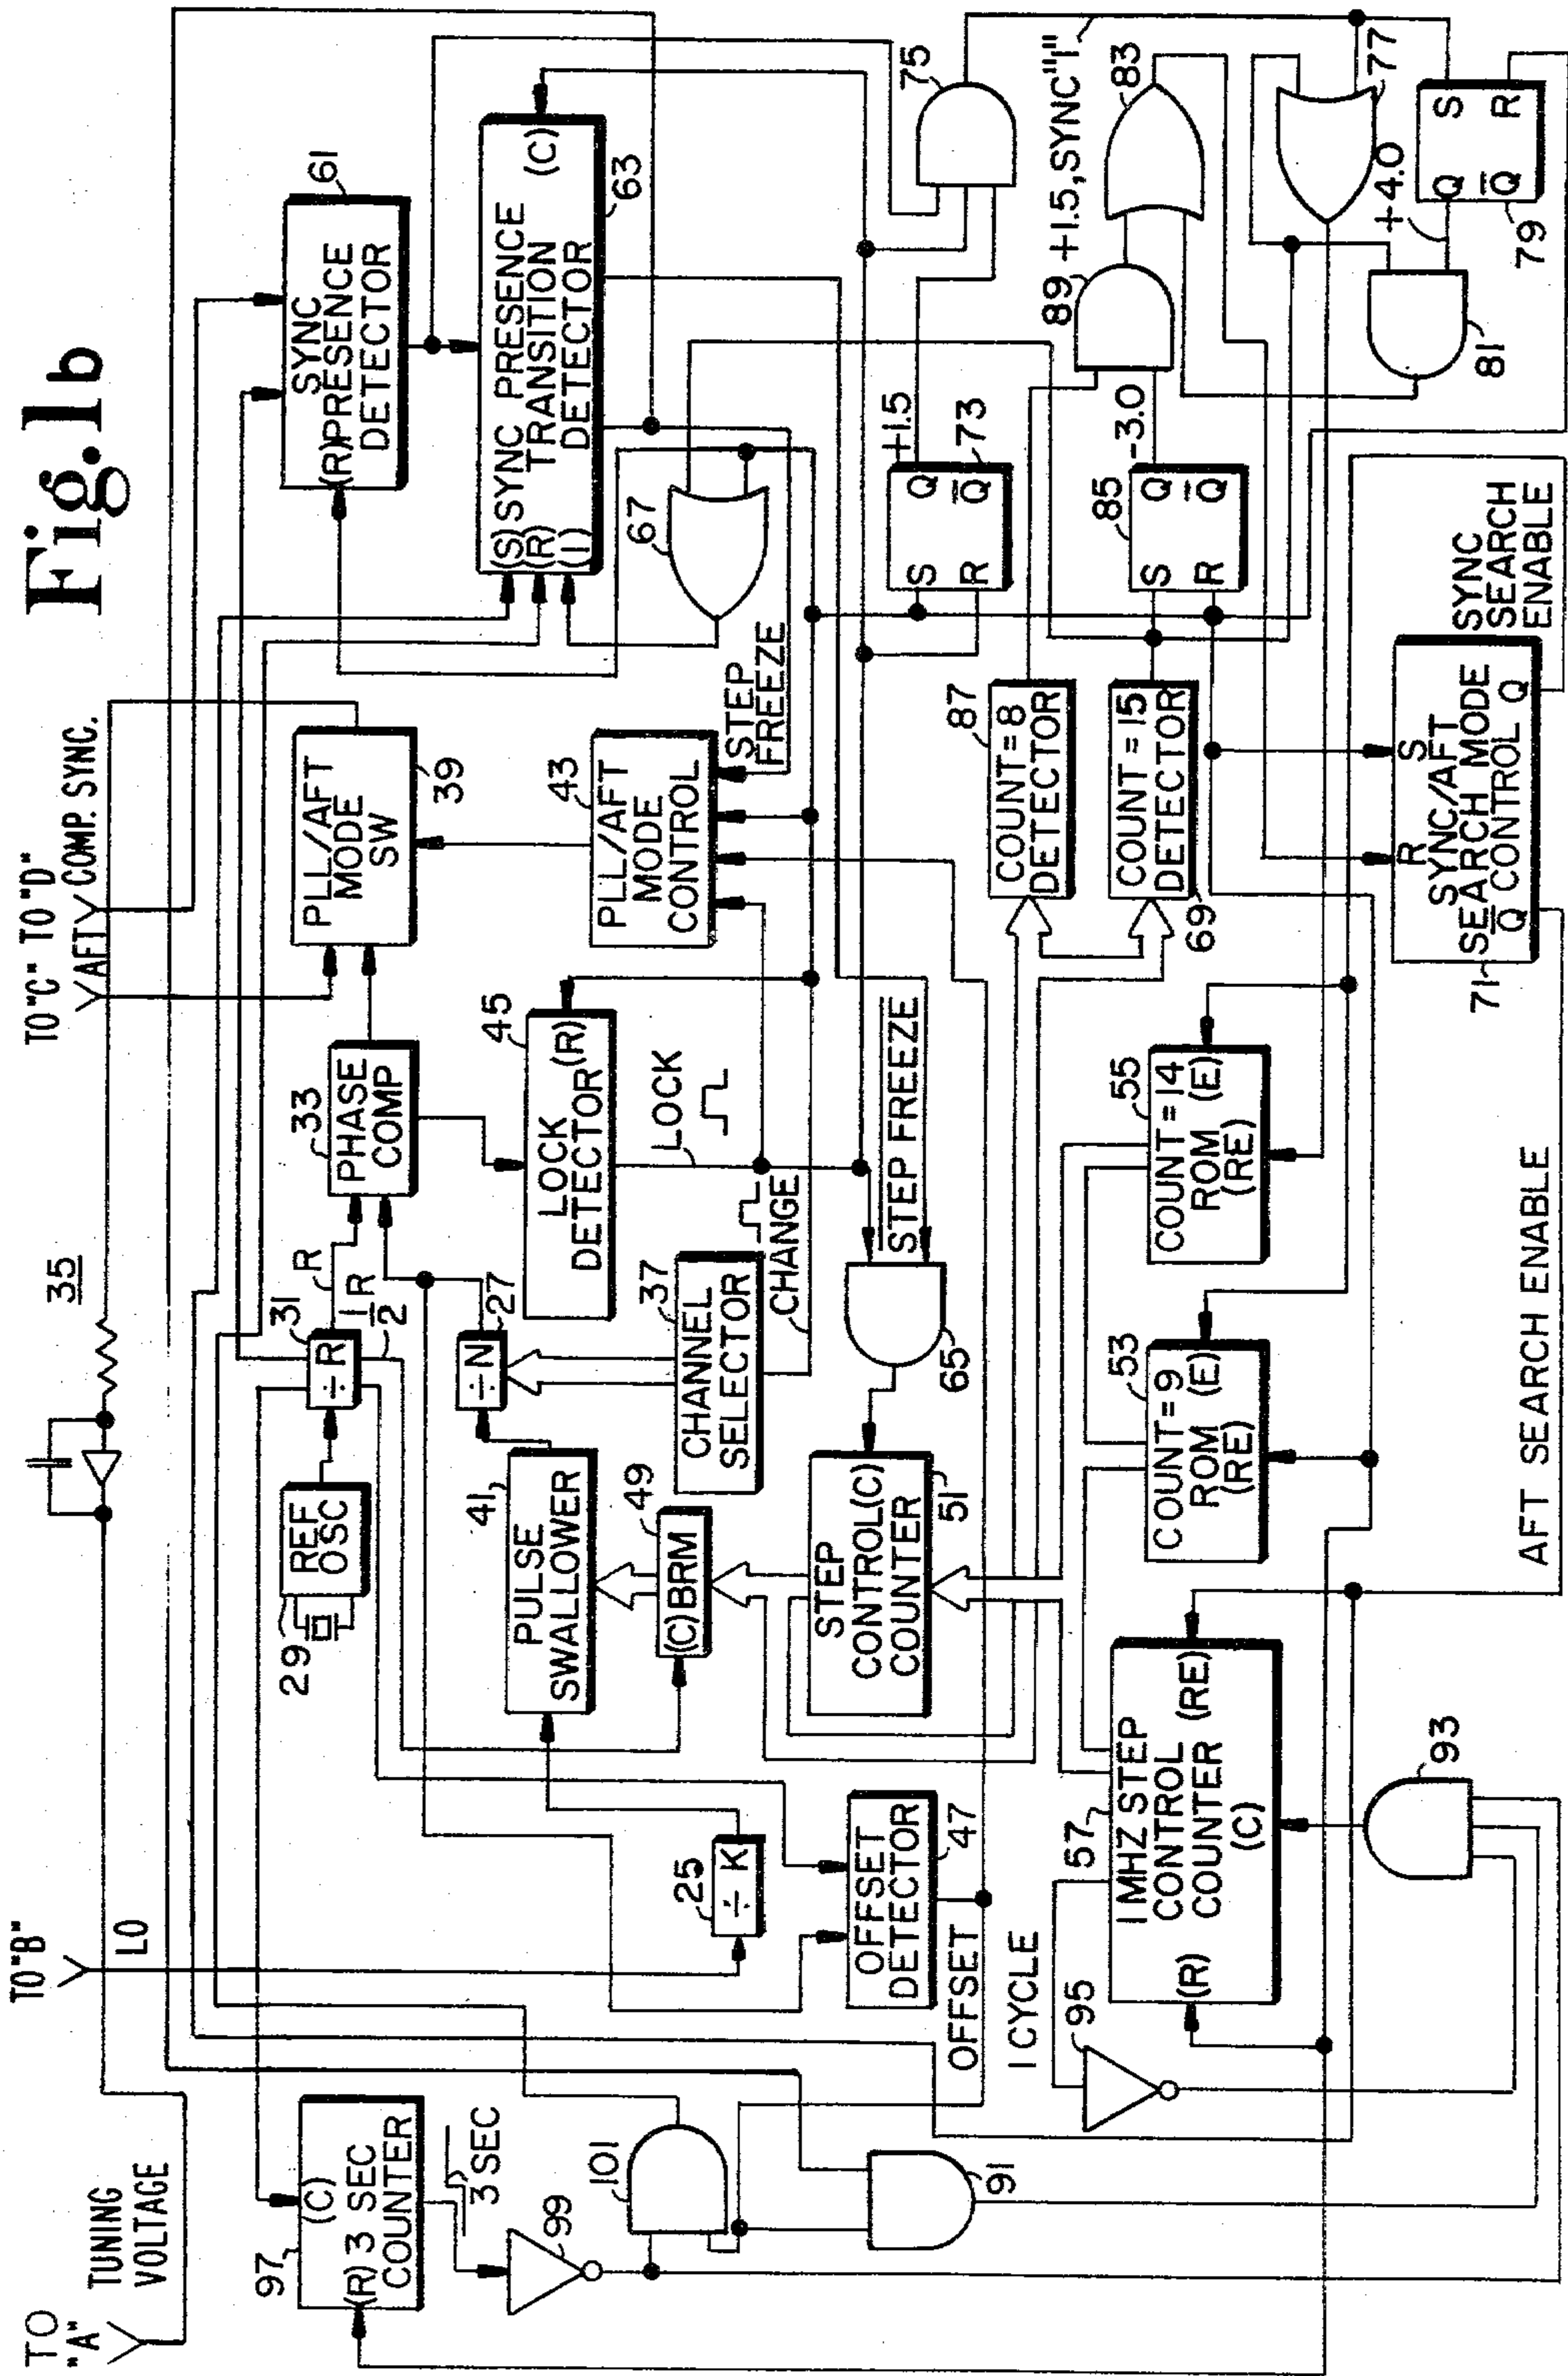 Fig.1b
TO "A"
TUNING VOLTAGE
TO "B"
LO
35
TO "C" TO "D"
AFT
COMP. SYNC.
97
(C)
(R) 3 SEC
COUNTER
3 SEC
99
101
91
29
REF
OSC
31
÷ R
R
1/2 R
33
PHASE
COMP
PLL/AFT
MODE
SW
39
61
SYNC
(R) PRESENCE
DETECTOR
41
PULSE
SWALLOWER
÷ N
27
45
LOCK
DETECTOR
(R)
PLL/AFT
MODE
CONTROL
43
(S) SYNC PRESENCE
(R) TRANSITION
(I) DETECTOR
(C)
63
67
STEP
FREEZE
25
÷ K
49
(C) BRM
37
CHANNEL
SELECTOR
CHANGE
LOCK
STEP FREEZE
65
OFFSET
DETECTOR
47
OFFSET
STEP
CONTROL (C)
COUNTER
51
S Q
R Q̅
+1.5
73
75
87
COUNT = 8
DETECTOR
COUNT = 15
DETECTOR
69
85
S Q
R Q̅
-3.0
89
+1.5, SYNC "1"
83
77
1 CYCLE
95
57
1 MHZ STEP
CONTROL (RE)
COUNTER
(R)
(C)
93
53
COUNT = 9
ROM (E)
(R̅E̅)
55
COUNT = 14
ROM (E)
(R̅E̅)
71
R S
SYNC/AFT
SEARCH MODE
Q̅ CONTROL Q
SYNC
SEARCH
ENABLE
81
+4.0
Q S
Q̅ R
79
AFT SEARCH ENABLE